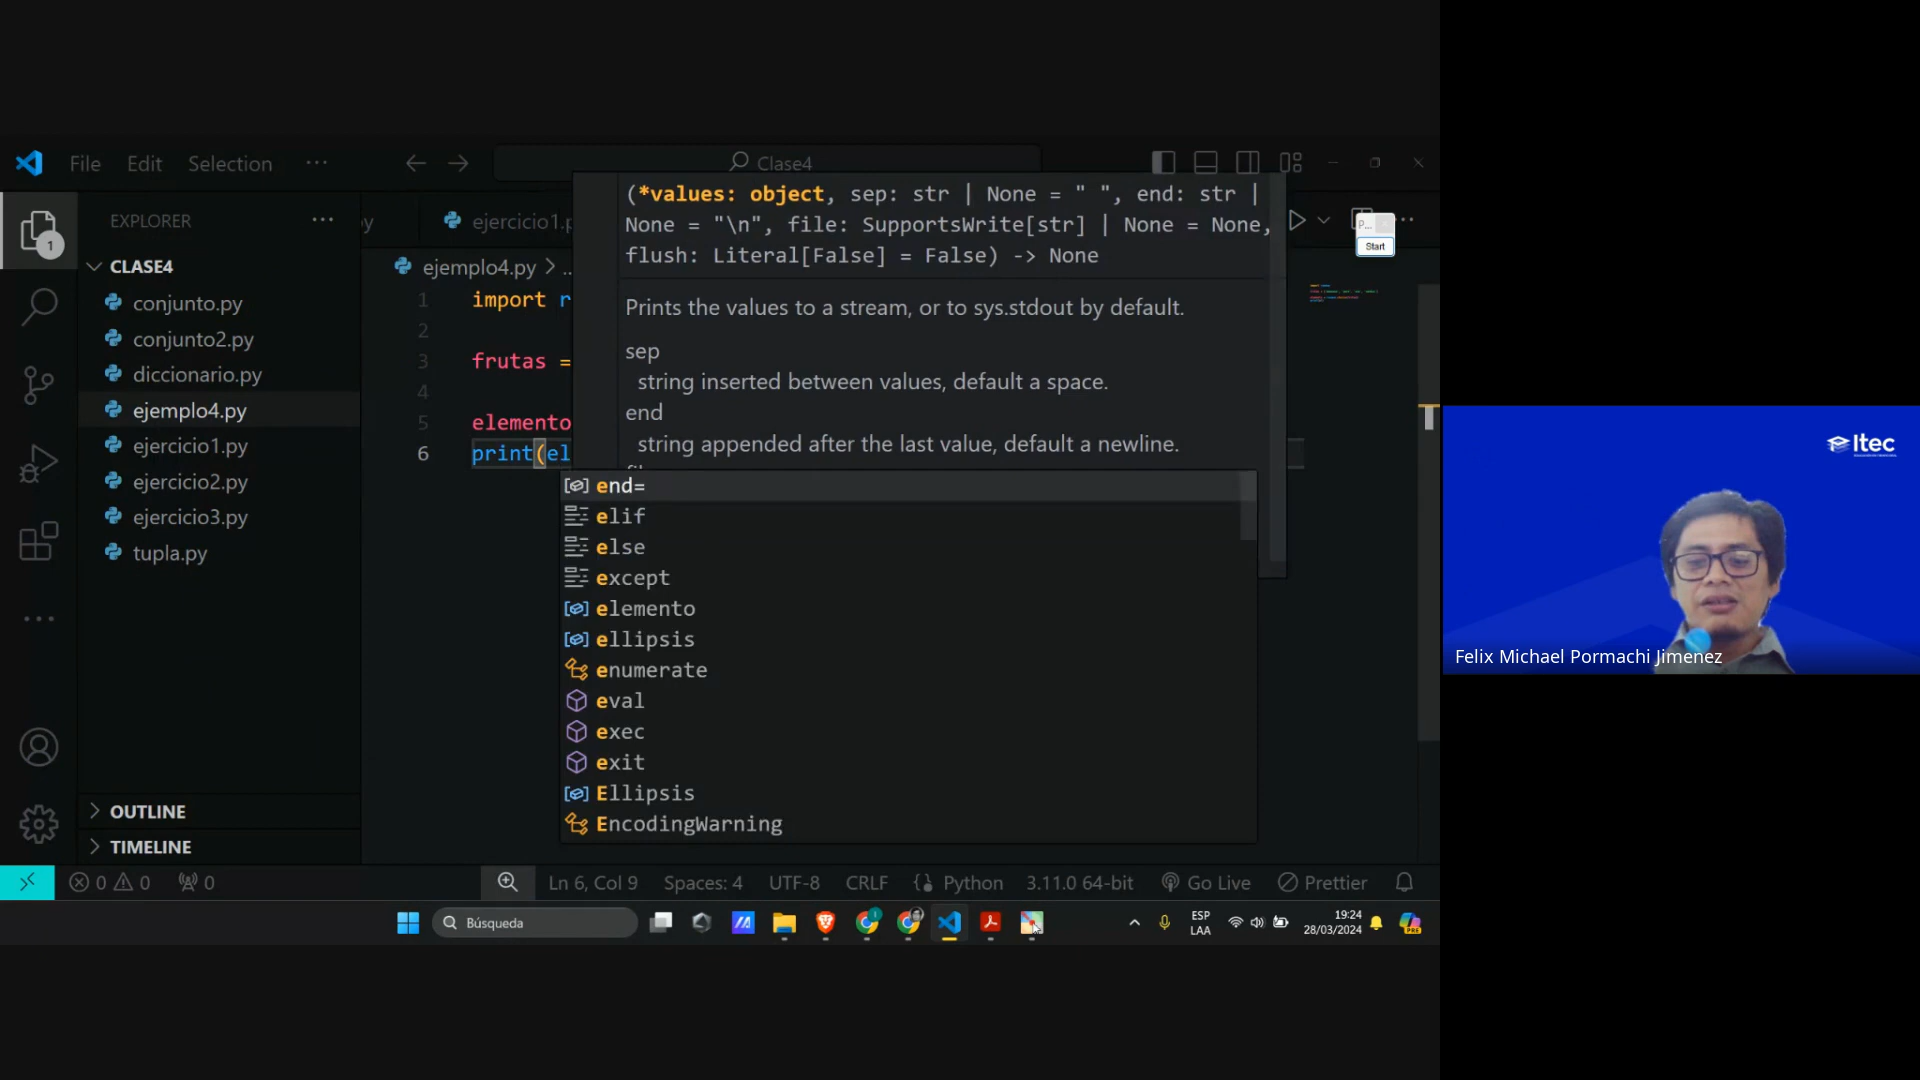 File Edit Selection ···
Clase4
EXPLORER ···
CLASE4
conjunto.py
conjunto2.py
diccionario.py
ejemplo4.py
ejercicio1.py
ejercicio2.py
ejercicio3.py
tupla.py
OUTLINE
TIMELINE
1
y
ejercicio1.p
ejemplo4.py > ..
1 import r
2
3 frutas =
4
5 elemento
6 print(el
(*values: object, sep: str | None = " ", end: str |
None = "\n", file: SupportsWrite[str] | None = None,
flush: Literal[False] = False) -> None
Prints the values to a stream, or to sys.stdout by default.
sep
string inserted between values, default a space.
end
string appended after the last value, default a newline.
end=
elif
else
except
elemento
ellipsis
enumerate
eval
exec
exit
Ellipsis
EncodingWarning
P...
Start
0 0 0
Ln 6, Col 9 Spaces: 4 UTF-8 CRLF Python 3.11.0 64-bit Go Live Prettier
Búsqueda
ESP
LAA
19:24
28/03/2024
PRE
Itec
Felix Michael Pormachi Jimenez